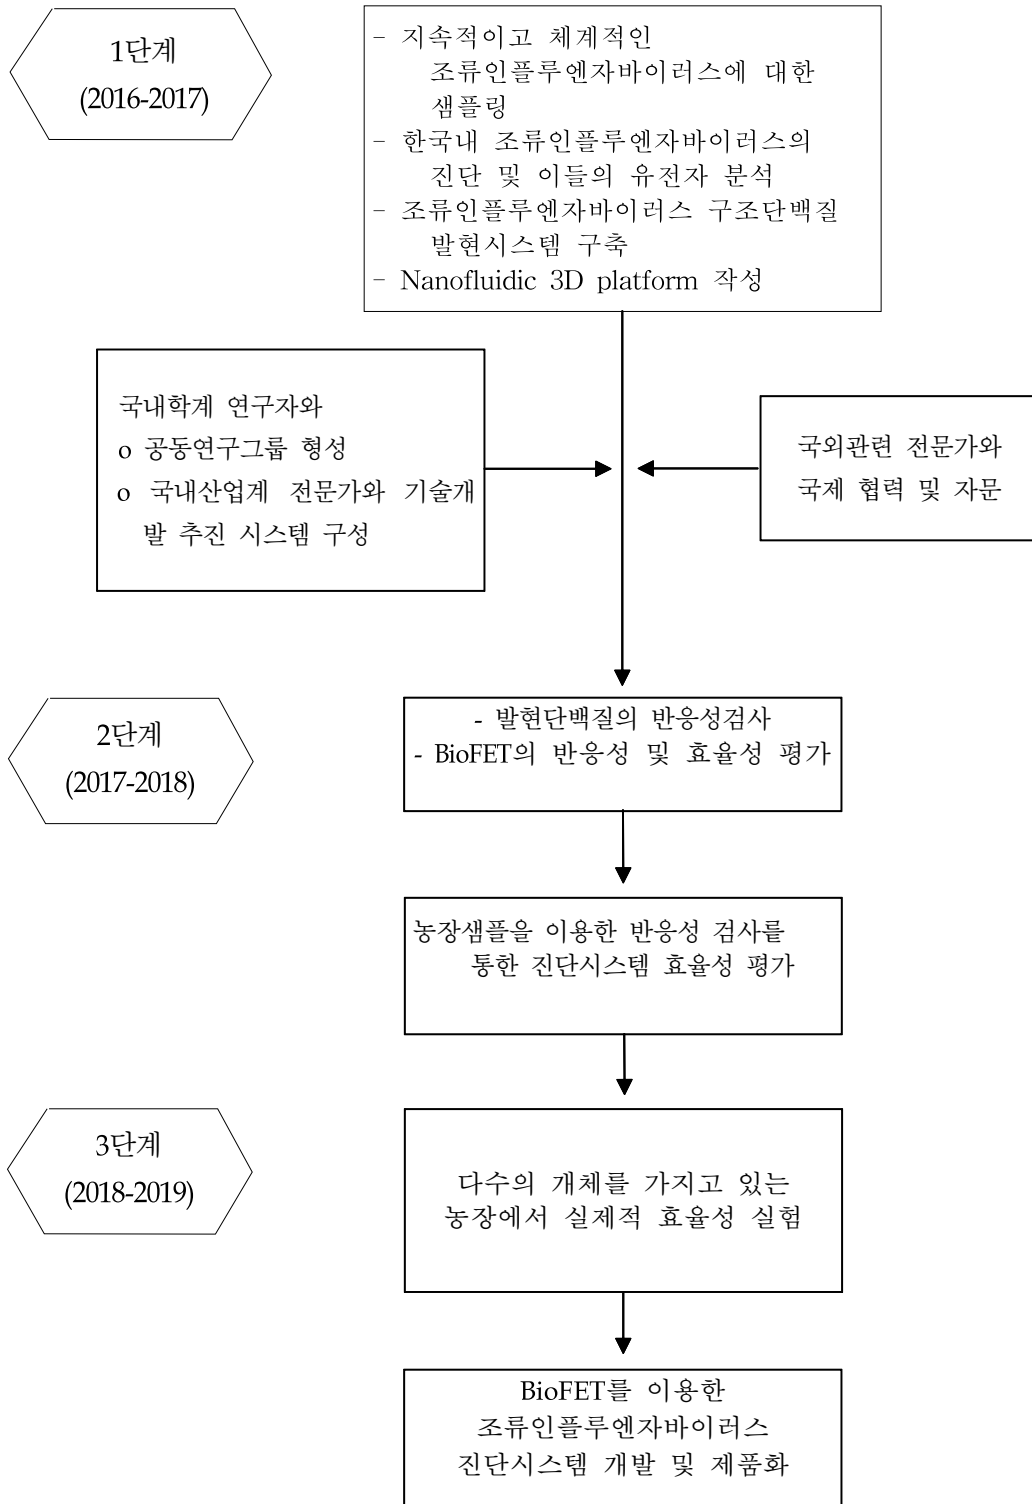 1단계
(2016-2017)
- 지속적이고 체계적인
조류인플루엔자바이러스에 대한
샘플링
- 한국내 조류인플루엔자바이러스의
진단 및 이들의 유전자 분석
- 조류인플루엔자바이러스 구조단백질
발현시스템 구축
- Nanofluidic 3D platform 작성
국내학계 연구자와
o 공동연구그룹 형성
o 국내산업계 전문가와 기술개
발 추진 시스템 구성
국외관련 전문가와
국제 협력 및 자문
2단계
(2017-2018)
- 발현단백질의 반응성검사
- BioFET의 반응성 및 효율성 평가
농장샘플을 이용한 반응성 검사를
통한 진단시스템 효율성 평가
3단계
(2018-2019)
다수의 개체를 가지고 있는
농장에서 실제적 효율성 실험
BioFET를 이용한
조류인플루엔자바이러스
진단시스템 개발 및 제품화